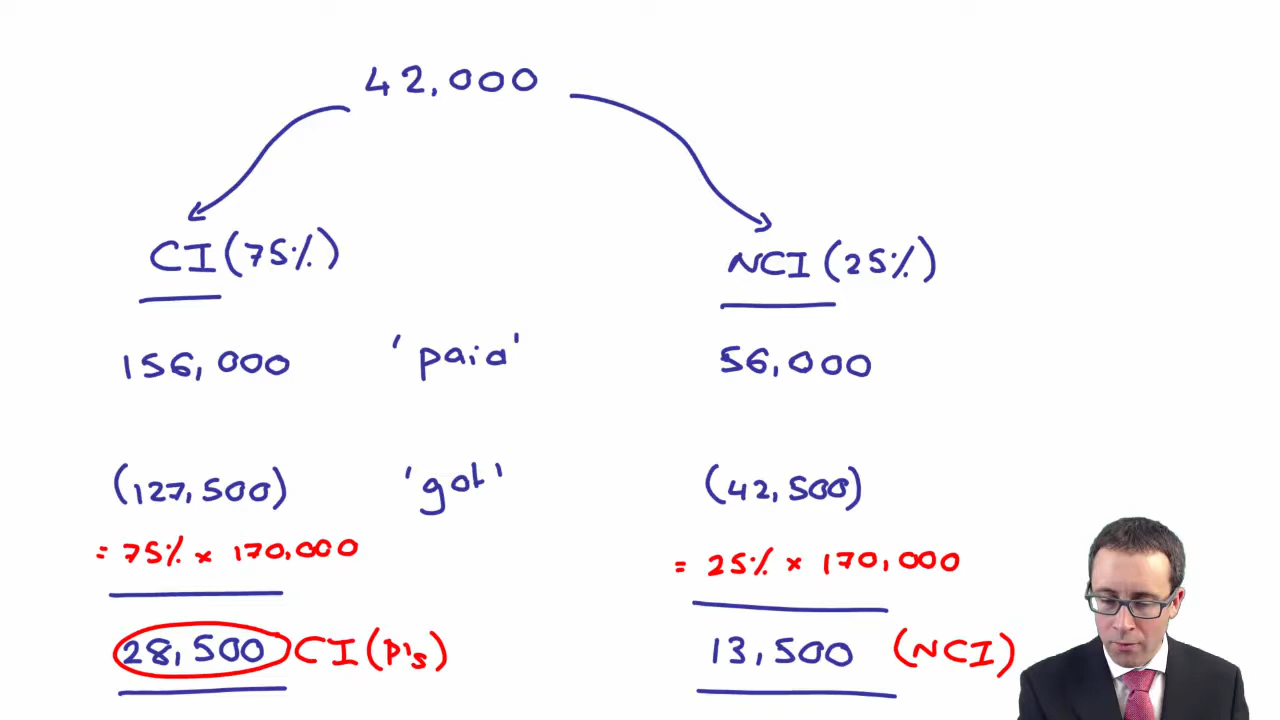 42,000
CI (75%)
NCI (25%)
156,000 'paid' 56,000
(127,500) 'got' (42,500)
= 75% × 170,000
= 25% × 170,000
28,500 CI (P's)
13,500 (NCI)